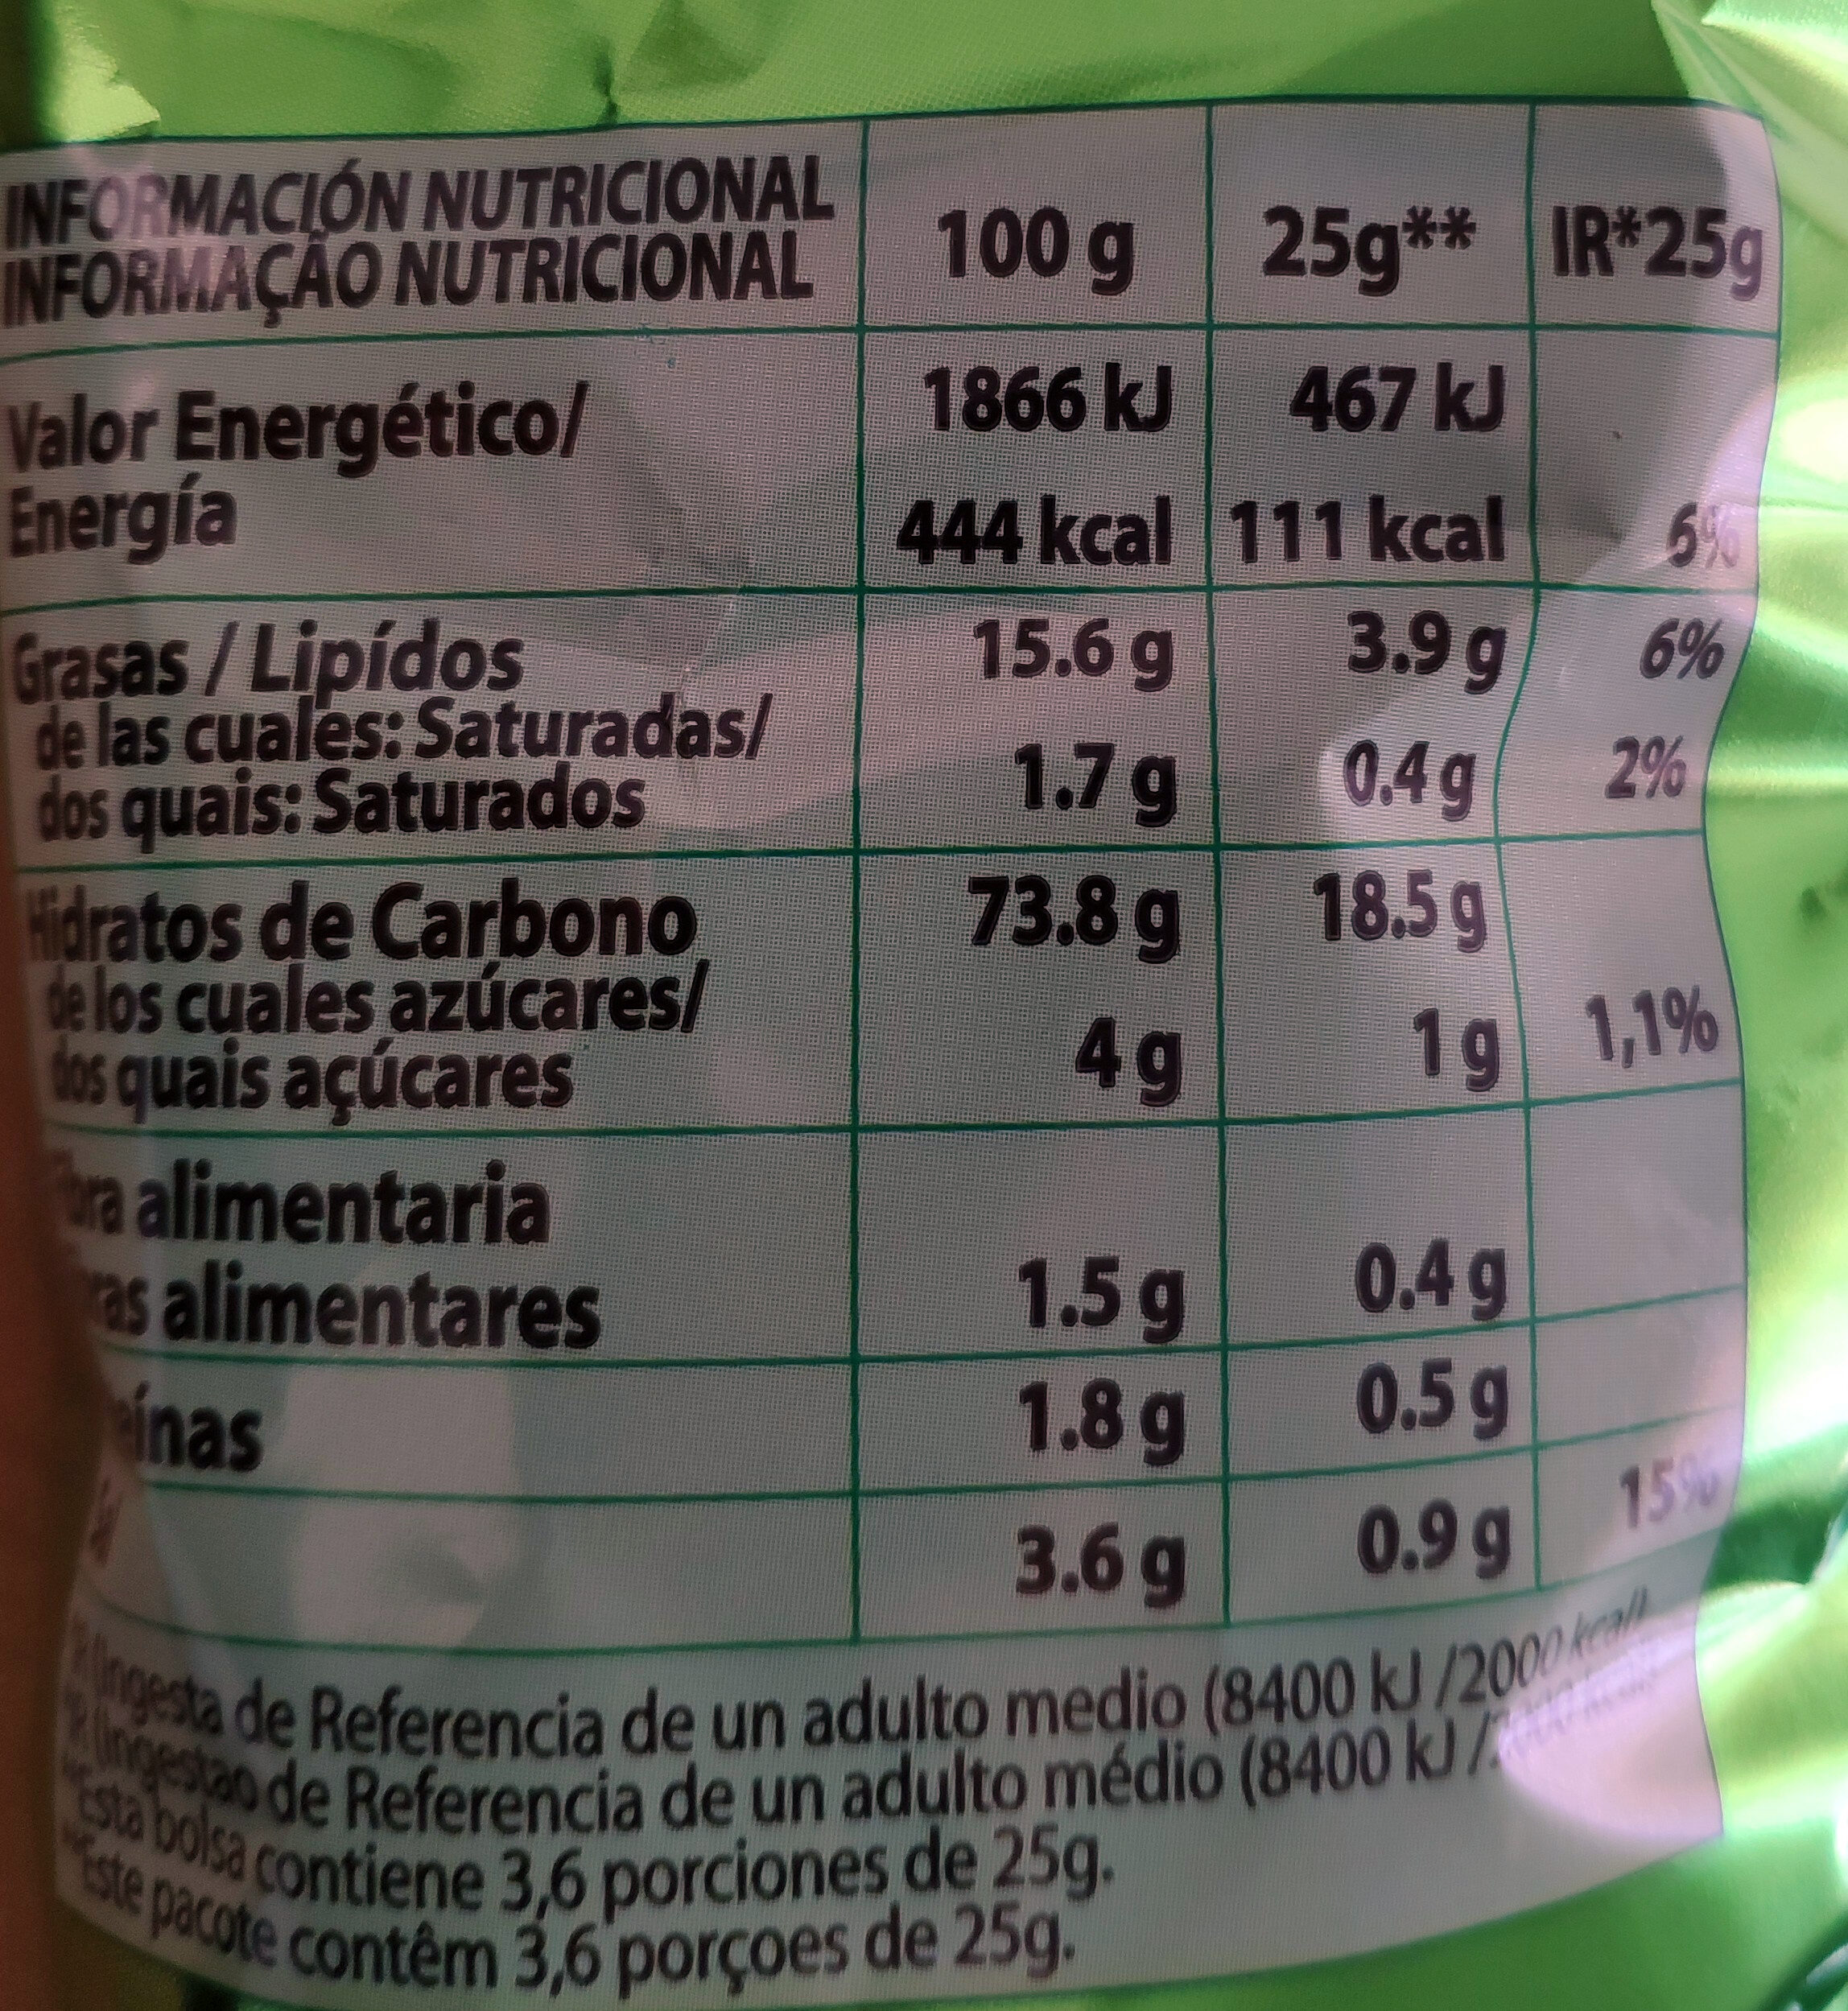 INFORMACIÓN NUTRICIONAL
INFORMAÇÃO NUTRICIONAL
100 g 25g** IR*25g
Valor Energético/
Energía
1866 kJ 467 kJ
444 kcal 111 kcal 6%
Grasas / Lipídos 15.6 g 3.9 g 6%
de las cuales: Saturadas/
dos quais: Saturados
1.7 g 0.4 g 2%
Hidratos de Carbono 73.8 g 18.5 g
de los cuales azúcares/
dos quais açúcares
4 g 1 g 1,1%
alimentaria
alimentares 1.5 g 0.4 g
1.8 g 0.5 g
3.6 g 0.9 g 15%
(Ingesta de Referencia de un adulto medio (8400 kJ /2000 kcal).
(Ingestao de Referencia de un adulto médio (8400 kJ /
**Esta bolsa contiene 3,6 porciones de 25g.
**Este pacote contêm 3,6 porçoes de 25g.